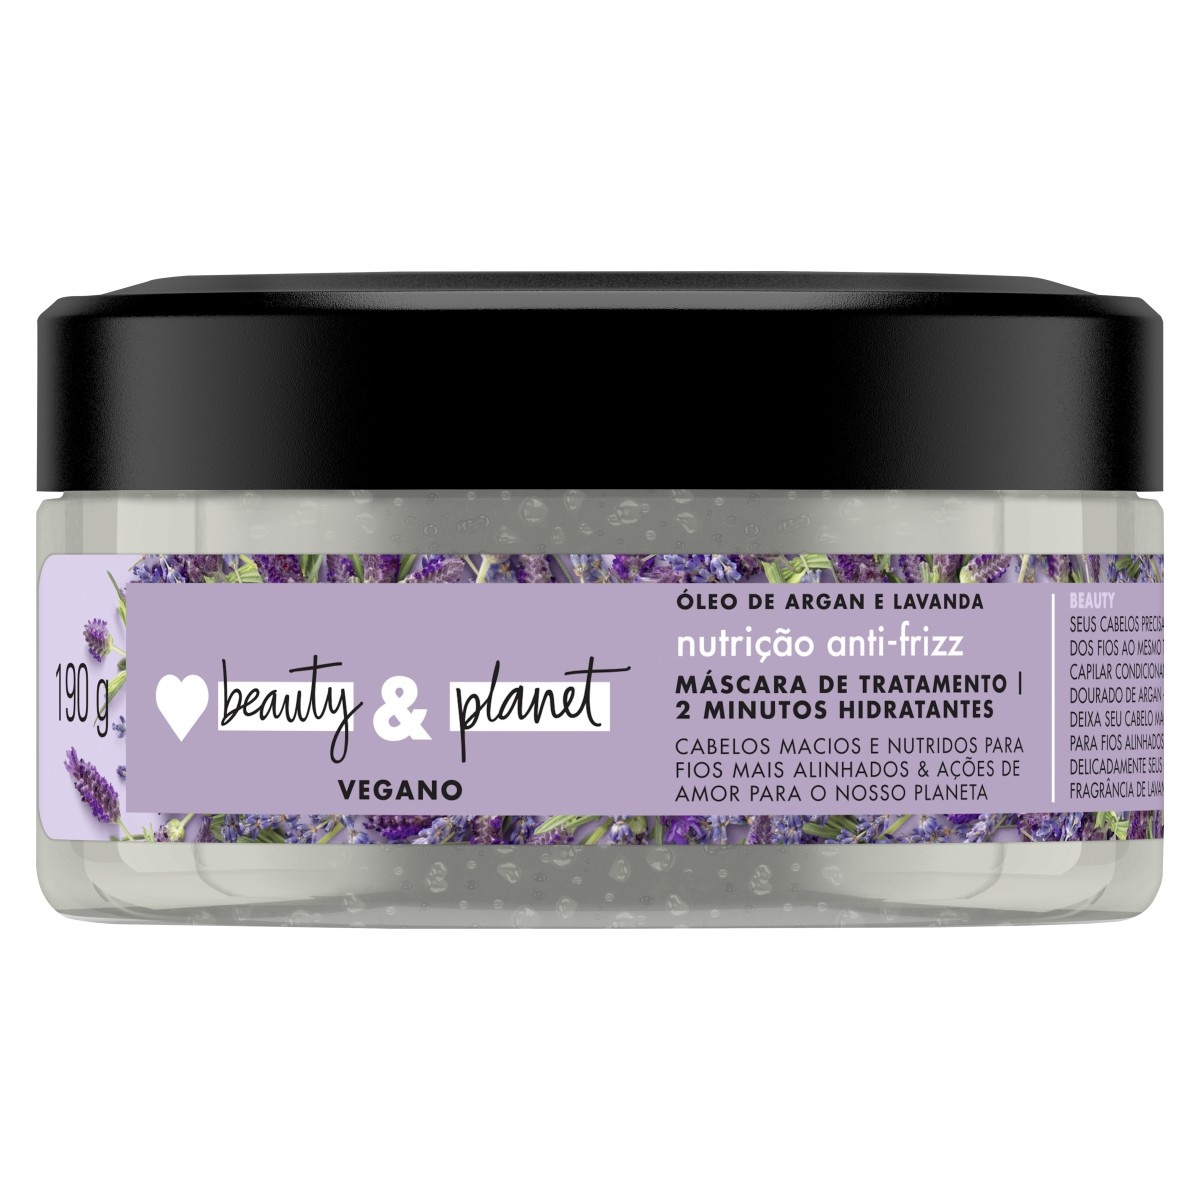 190 g
beauty & planet
VEGANO
ÓLEO DE ARGAN E LAVANDA
nutrição anti-frizz
MÁSCARA DE TRATAMENTO |
2 MINUTOS HIDRATANTES
CABELOS MACIOS E NUTRIDOS PARA
FIOS MAIS ALINHADOS & AÇÕES DE
AMOR PARA O NOSSO PLANETA
BEAUTY
SEUS CABELOS
DOS FIOS AO MESMO
CAPILAR
DOURADO DE ARGAN
DEIXA SEU CABELO
PARA FIOS ALINHADOS
DELICADAMENTE SEUS
FRAGRÂNCIA DE